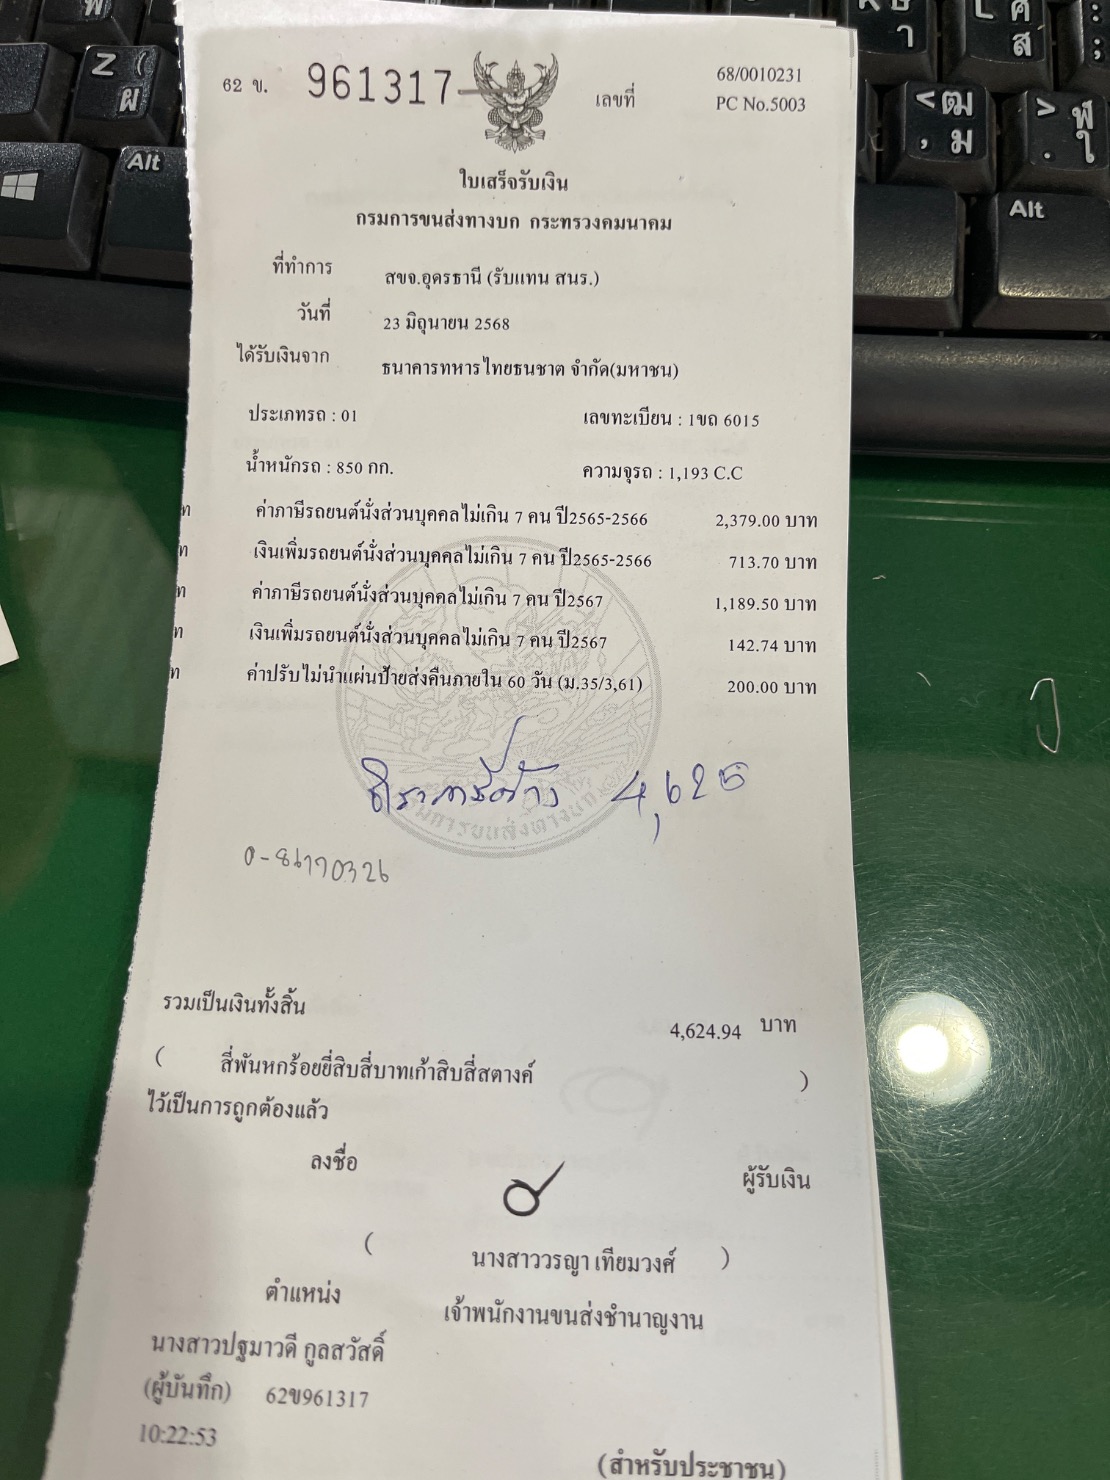 62 ข. 961317 เลขที่ 68/0010231
PC No.5003
ใบเสร็จรับเงิน
กรมการขนส่งทางบก กระทรวงคมนาคม
ที่ทำการ สขจ.อุดรธานี (รับแทน สนร.)
วันที่ 23 มิถุนายน 2568
ได้รับเงินจาก ธนาคารทหารไทยธนชาต จำกัด(มหาชน)
ประเภทรถ : 01 เลขทะเบียน : 1ขถ 6015
น้ำหนักรถ : 850 กก. ความจุรถ : 1,193 C.C
ค่าภาษีรถยนต์นั่งส่วนบุคคลไม่เกิน 7 คน ปี2565-2566 2,379.00 บาท
เงินเพิ่มรถยนต์นั่งส่วนบุคคลไม่เกิน 7 คน ปี2565-2566 713.70 บาท
ค่าภาษีรถยนต์นั่งส่วนบุคคลไม่เกิน 7 คน ปี2567 1,189.50 บาท
เงินเพิ่มรถยนต์นั่งส่วนบุคคลไม่เกิน 7 คน ปี2567 142.74 บาท
ค่าปรับไม่นำแผ่นป้ายส่งคืนภายใน 60 วัน (ม.35/3,61) 200.00 บาท
4,625
รวมเป็นเงินทั้งสิ้น 4,624.94 บาท
( สี่พันหกร้อยยี่สิบสี่บาทเก้าสิบสี่สตางค์ )
ไว้เป็นการถูกต้องแล้ว
ลงชื่อ ผู้รับเงิน
( นางสาววรญา เทียมวงศ์ )
ตำแหน่ง เจ้าพนักงานขนส่งชำนาญงาน
นางสาวปฐมาวดี กูลสวัสดิ์
(ผู้บันทึก) 62ข961317
10:22:53
(สำหรับประชาชน)